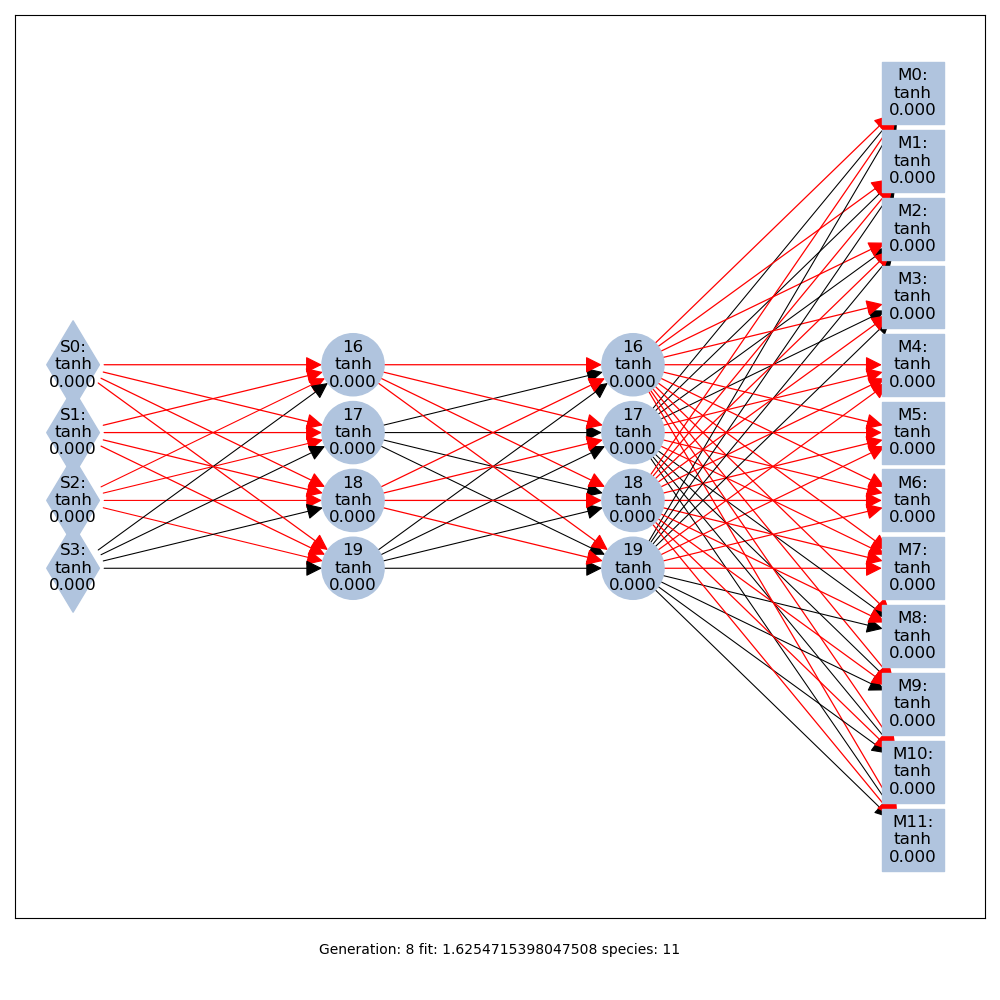 S0:
tanh
0.000
S1:
tanh
0.000
S2:
tanh
0.000
S3:
tanh
0.000
16
tanh
0.000
17
tanh
0.000
18
tanh
0.000
19
tanh
0.000
16
tanh
0.000
17
tanh
0.000
18
tanh
0.000
19
tanh
0.000
M0:
tanh
0.000
M1:
tanh
0.000
M2:
tanh
0.000
M3:
tanh
0.000
M4:
tanh
0.000
M5:
tanh
0.000
M6:
tanh
0.000
M7:
tanh
0.000
M8:
tanh
0.000
M9:
tanh
0.000
M10:
tanh
0.000
M11:
tanh
0.000
Generation: 8 fit: 1.6254715398047508 species: 11